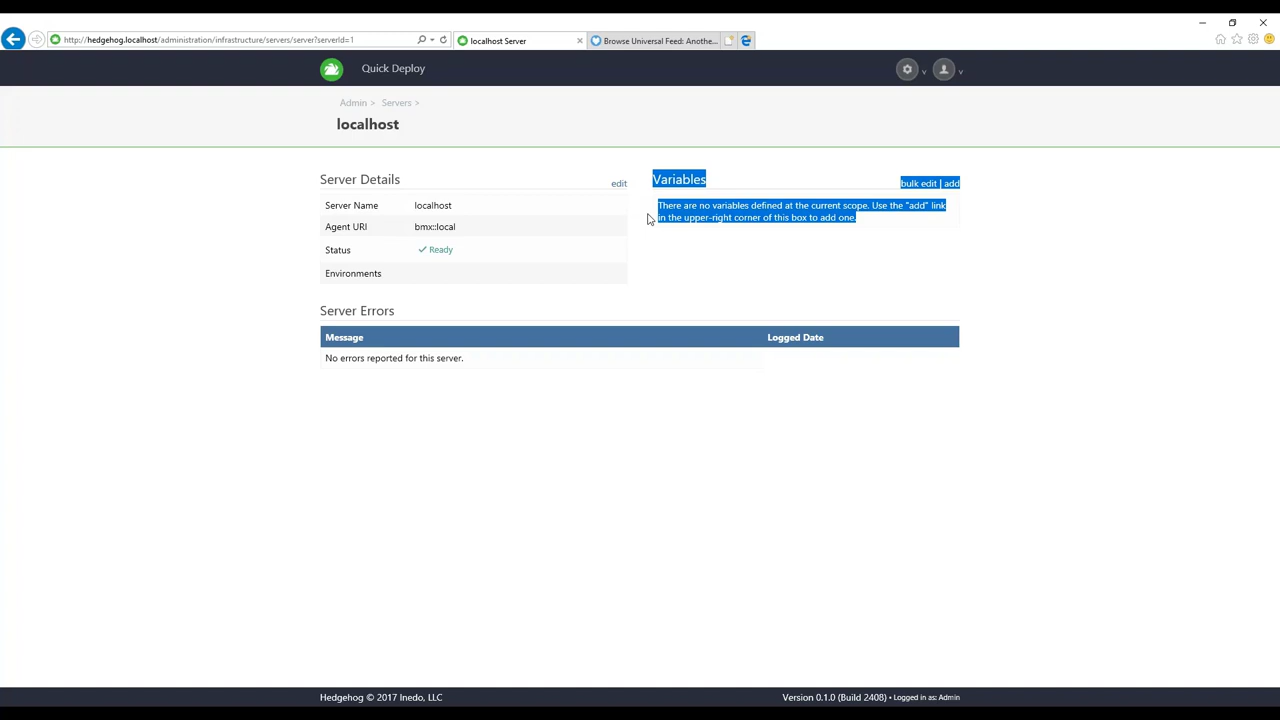 http://hedgehog.localhost/administration/infrastructure/servers/server?serverId=1
localhost Server
Browse Universal Feed: Anothe...
Quick Deploy
Admin > Servers >
localhost
Server Details
edit
Server Name localhost
Agent URI bmx::local
Status Ready
Environments
Variables
bulk edit | add
There are no variables defined at the current scope. Use the "add" link
in the upper-right corner of this box to add one.
Server Errors
Message Logged Date
No errors reported for this server.
Hedgehog © 2017 Inedo, LLC
Version 0.1.0 (Build 2408) • Logged in as: Admin